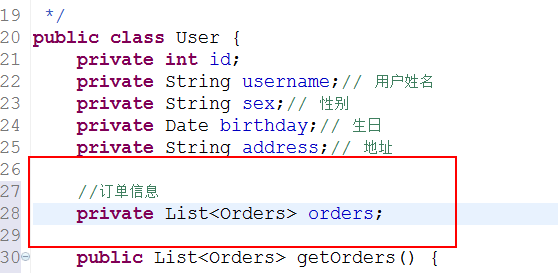 19 */
20 public class User {
21 private int id;
22 private String username;// 用户姓名
23 private String sex;// 性别
24 private Date birthday;// 生日
25 private String address;// 地址
26
27 //订单信息
28 private List<Orders> orders;
29
30 public List<Orders> getOrders() {